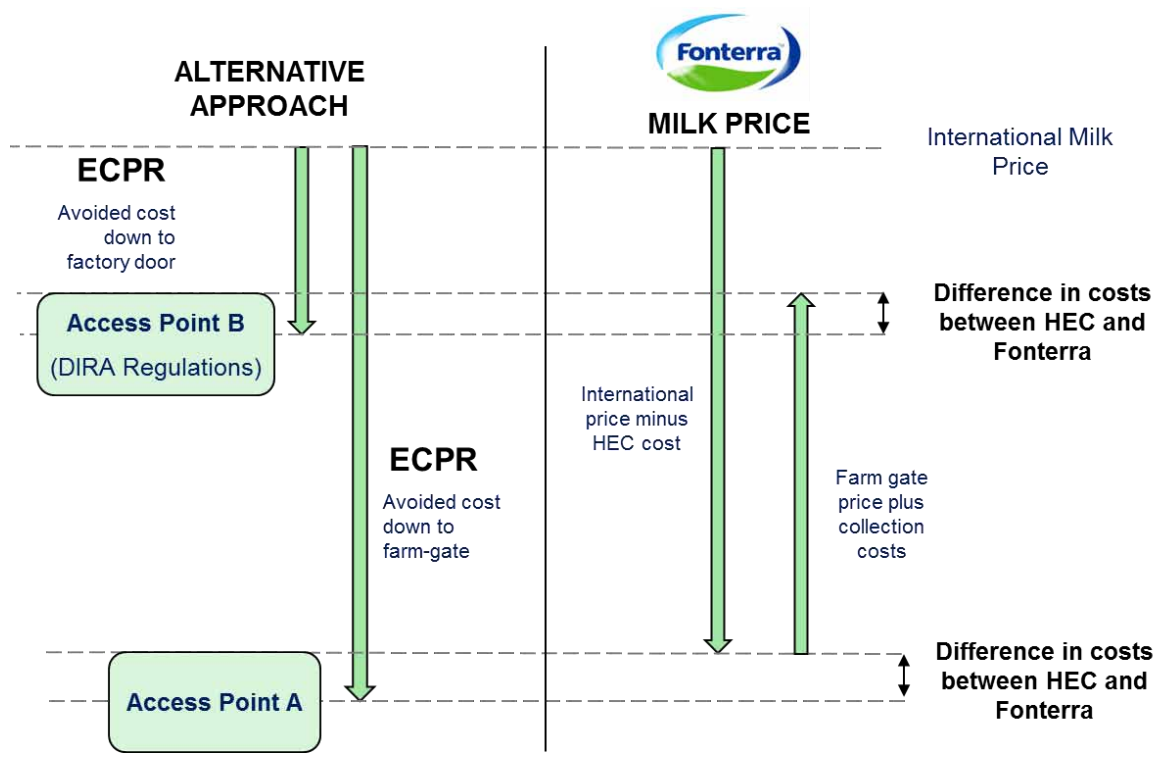 ALTERNATIVE
APPROACH
ECPR
Avoided cost
down to
factory door
Access Point B
(DIRA Regulations)
ECPR
Avoided cost
down to
farm-gate
Access Point A
Fonterra
MILK PRICE
International Milk
Price
International
price minus
HEC cost
Farm gate
price plus
collection
costs
Difference in costs
between HEC and
Fonterra
Difference in costs
between HEC and
Fonterra